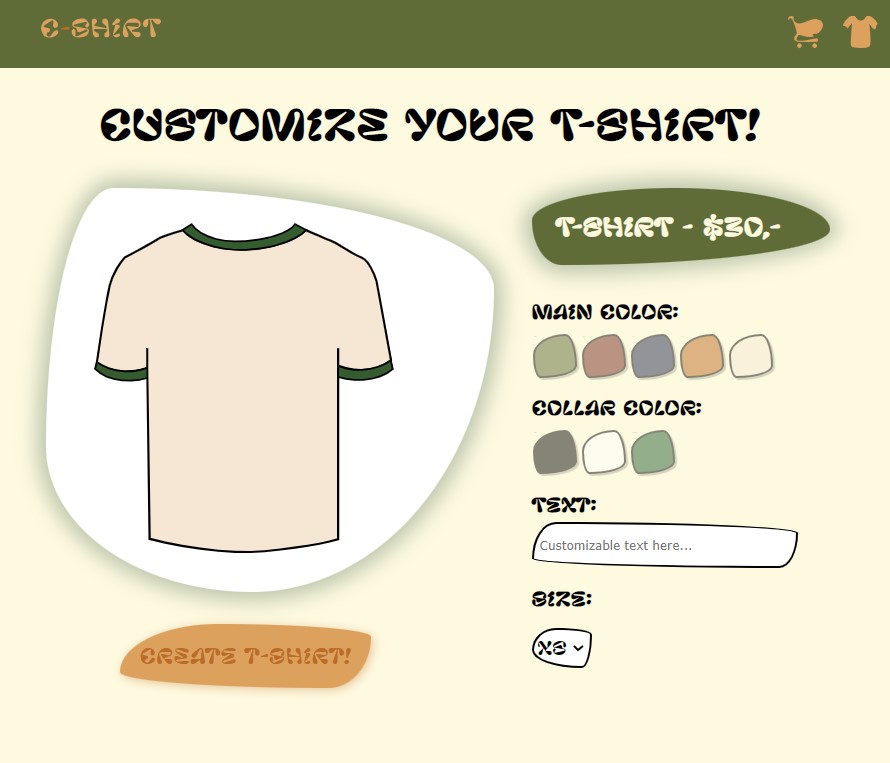 E-SHIRT
CUSTOMIZE YOUR T-SHIRT!
T-SHIRT - $30,-
MAIN COLOR:
COLLAR COLOR:
TEXT:
Customizable text here...
SIZE:
XS
CREATE T-SHIRT!